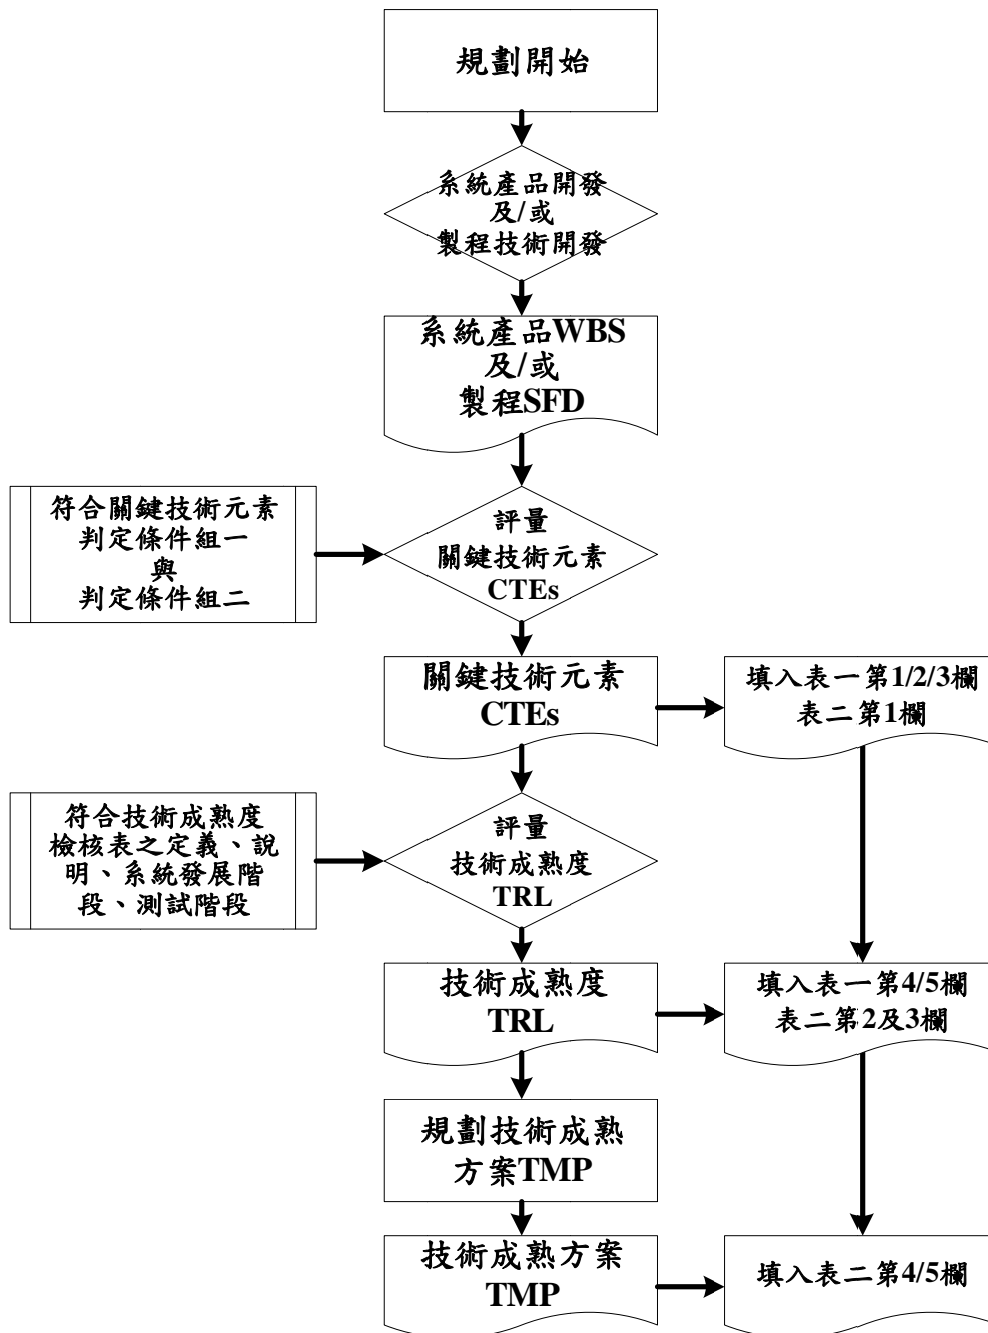 規劃開始
系統產品開發
及/或
製程技術開發
系統產品WBS
及/或
製程SFD
符合關鍵技術元素
判定條件組一
與
判定條件組二
評量
關鍵技術元素
CTEs
關鍵技術元素
CTEs
填入表一第1/2/3欄
表二第1欄
符合技術成熟度
檢核表之定義、說
明、系統發展階
段、測試階段
評量
技術成熟度
TRL
技術成熟度
TRL
填入表一第4/5欄
表二第2及3欄
規劃技術成熟
方案TMP
技術成熟方案
TMP
填入表二第4/5欄